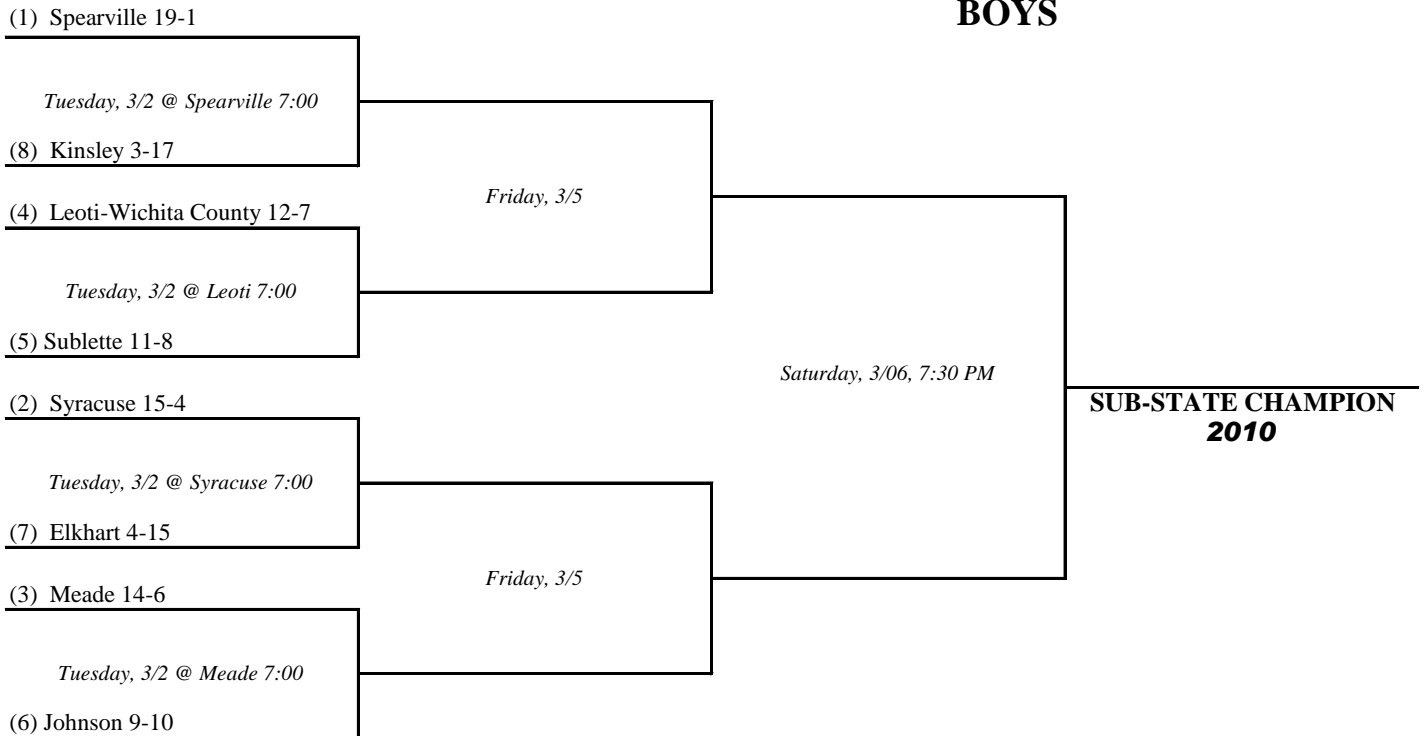 BOYS
(1) Spearville 19-1
Tuesday, 3/2 @ Spearville 7:00
(8) Kinsley 3-17
Friday, 3/5
(4) Leoti-Wichita County 12-7
Tuesday, 3/2 @ Leoti 7:00
(5) Sublette 11-8
Saturday, 3/06, 7:30 PM
SUB-STATE CHAMPION
2010
(2) Syracuse 15-4
Tuesday, 3/2 @ Syracuse 7:00
(7) Elkhart 4-15
Friday, 3/5
(3) Meade 14-6
Tuesday, 3/2 @ Meade 7:00
(6) Johnson 9-10